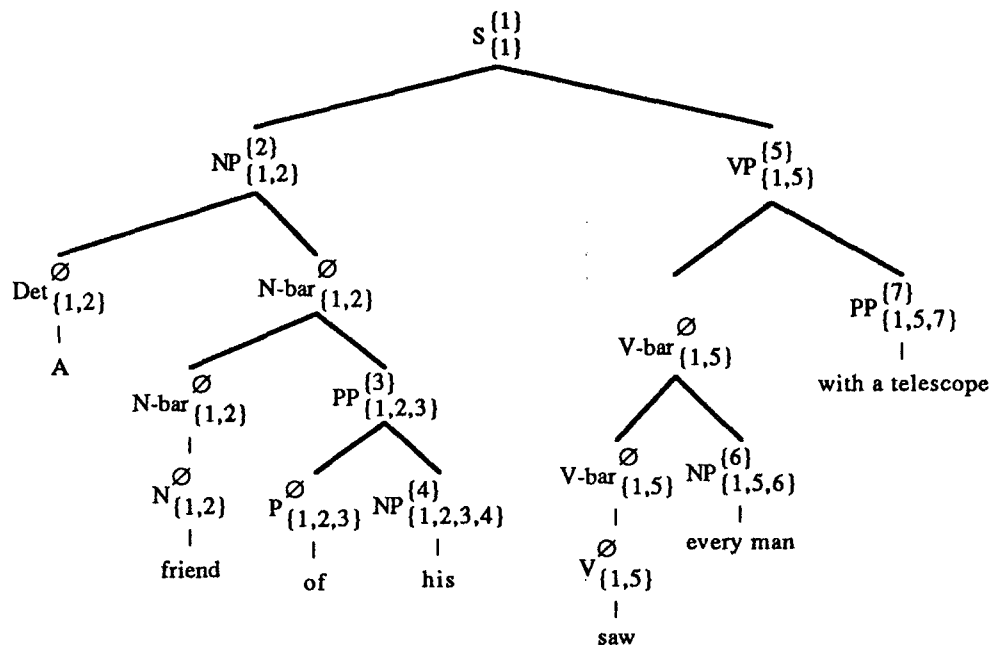 S {1} {1}
NP {2} {1,2} VP {5} {1,5}
Det ∅ {1,2} N-bar ∅ {1,2} PP {7} {1,5,7}
V-bar ∅ {1,5}
A with a telescope
N-bar ∅ {1,2} PP {3} {1,2,3}
N ∅ {1,2} P ∅ {1,2,3} NP {4} {1,2,3,4} V-bar ∅ {1,5} NP {6} {1,5,6}
every man
friend of his V ∅ {1,5}
saw